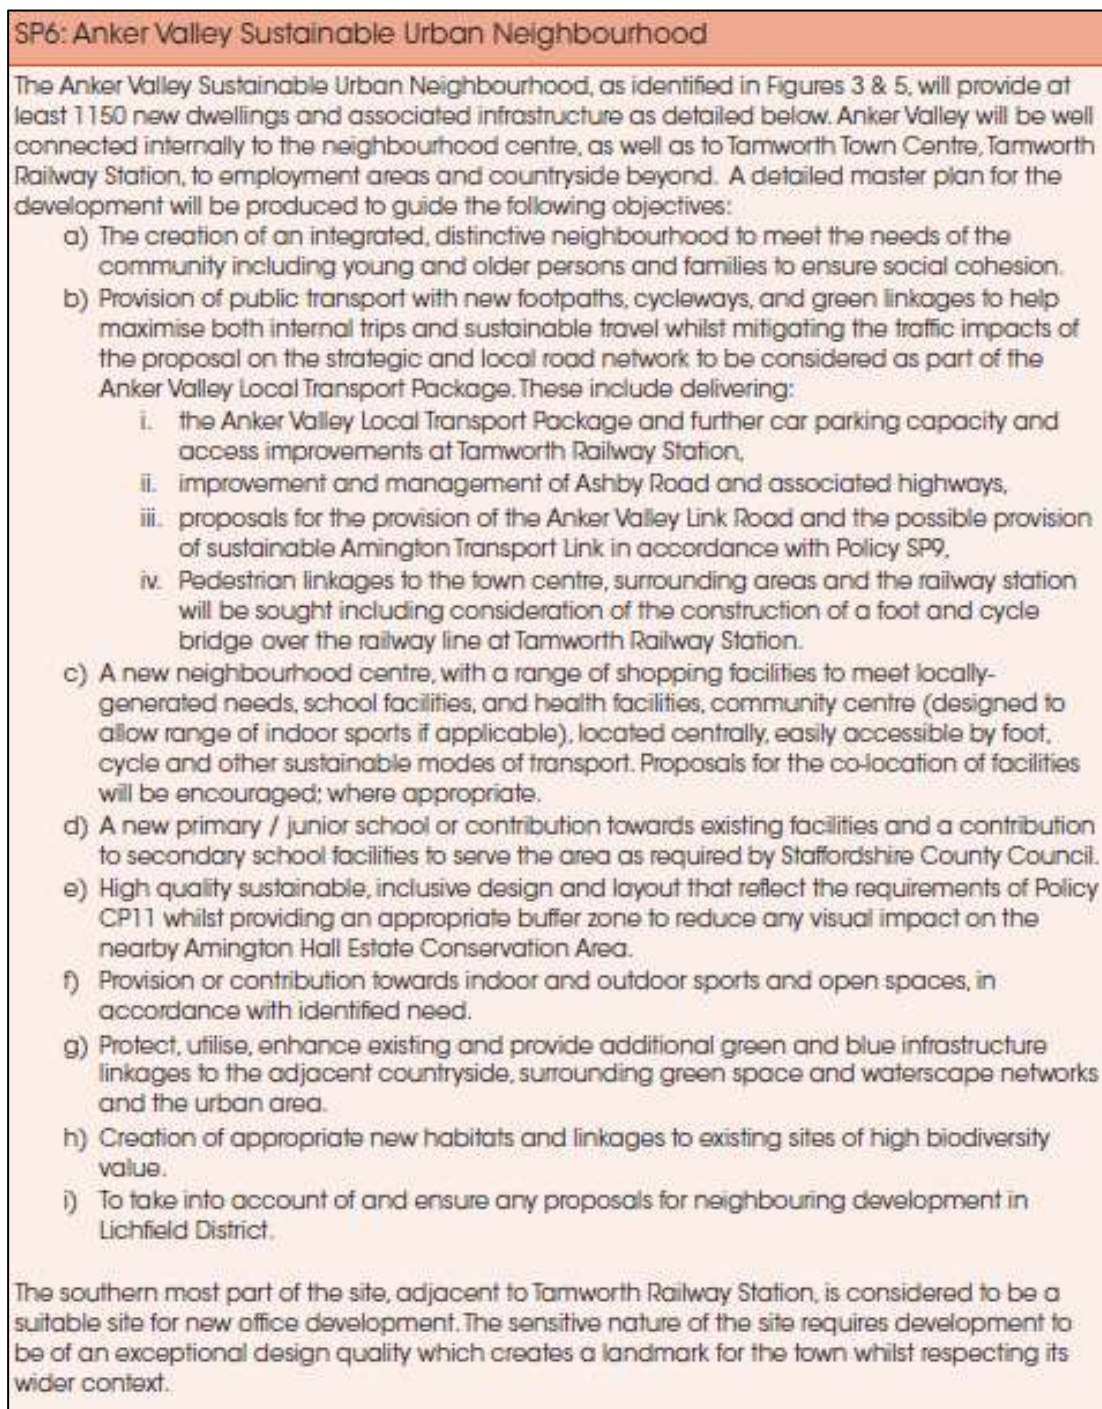 SP6: Anker Valley Sustainable Urban Neighbourhood
The Anker Valley Sustainable Urban Neighbourhood, as identified in Figures 3 & 5, will provide at
least 1150 new dwellings and associated infrastructure as detailed below. Anker Valley will be well
connected internally to the neighbourhood centre, as well as to Tamworth Town Centre, Tamworth
Railway Station, to employment areas and countryside beyond. A detailed master plan for the
development will be produced to guide the following objectives:
a) The creation of an integrated, distinctive neighbourhood to meet the needs of the
community including young and older persons and families to ensure social cohesion.
b) Provision of public transport with new footpaths, cycleways, and green linkages to help
maximise both internal trips and sustainable travel whilst mitigating the traffic impacts of
the proposal on the strategic and local road network to be considered as part of the
Anker Valley Local Transport Package. These include delivering:
i. the Anker Valley Local Transport Package and further car parking capacity and
access improvements at Tamworth Railway Station,
ii. improvement and management of Ashby Road and associated highways,
iii. proposals for the provision of the Anker Valley Link Road and the possible provision
of sustainable Amington Transport Link in accordance with Policy SP9,
iv. Pedestrian linkages to the town centre, surrounding areas and the railway station
will be sought including consideration of the construction of a foot and cycle
bridge over the railway line at Tamworth Railway Station.
c) A new neighbourhood centre, with a range of shopping facilities to meet locally-
generated needs, school facilities, and health facilities, community centre (designed to
allow range of indoor sports if applicable), located centrally, easily accessible by foot,
cycle and other sustainable modes of transport. Proposals for the co-location of facilities
will be encouraged; where appropriate.
d) A new primary / junior school or contribution towards existing facilities and a contribution
to secondary school facilities to serve the area as required by Staffordshire County Council.
e) High quality sustainable, inclusive design and layout that reflect the requirements of Policy
CP11 whilst providing an appropriate buffer zone to reduce any visual impact on the
nearby Amington Hall Estate Conservation Area.
f) Provision or contribution towards indoor and outdoor sports and open spaces, in
accordance with identified need.
g) Protect, utilise, enhance existing and provide additional green and blue infrastructure
linkages to the adjacent countryside, surrounding green space and waterscape networks
and the urban area.
h) Creation of appropriate new habitats and linkages to existing sites of high biodiversity
value.
i) To take into account of and ensure any proposals for neighbouring development in
Lichfield District.
The southern most part of the site, adjacent to Tamworth Railway Station, is considered to be a
suitable site for new office development. The sensitive nature of the site requires development to
be of an exceptional design quality which creates a landmark for the town whilst respecting its
wider context.